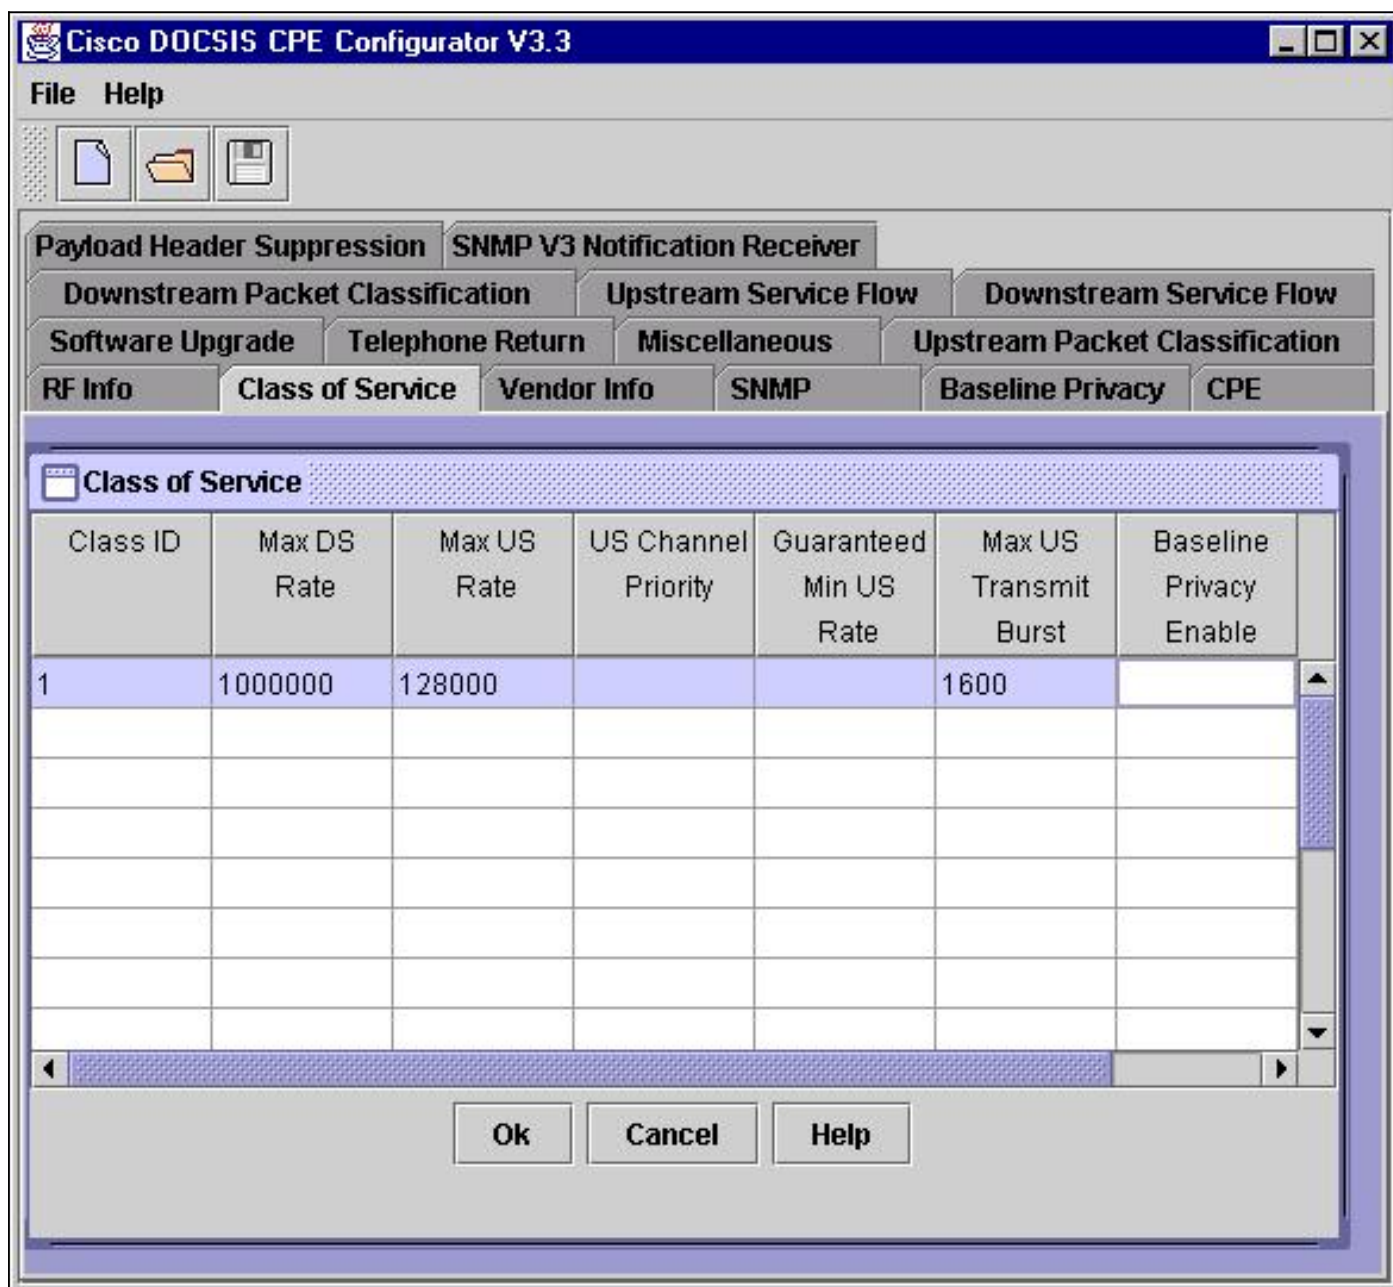 Cisco DOCSIS CPE Configurator V3.3
File Help
Payload Header Suppression SNMP V3 Notification Receiver
Downstream Packet Classification Upstream Service Flow Downstream Service Flow
Software Upgrade Telephone Return Miscellaneous Upstream Packet Classification
RF Info Class of Service Vendor Info SNMP Baseline Privacy CPE
Class of Service
Class ID Max DS Rate Max US Rate US Channel Priority Guaranteed Min US Rate Max US Transmit Burst Baseline Privacy Enable
1 1000000 128000 1600
Ok Cancel Help